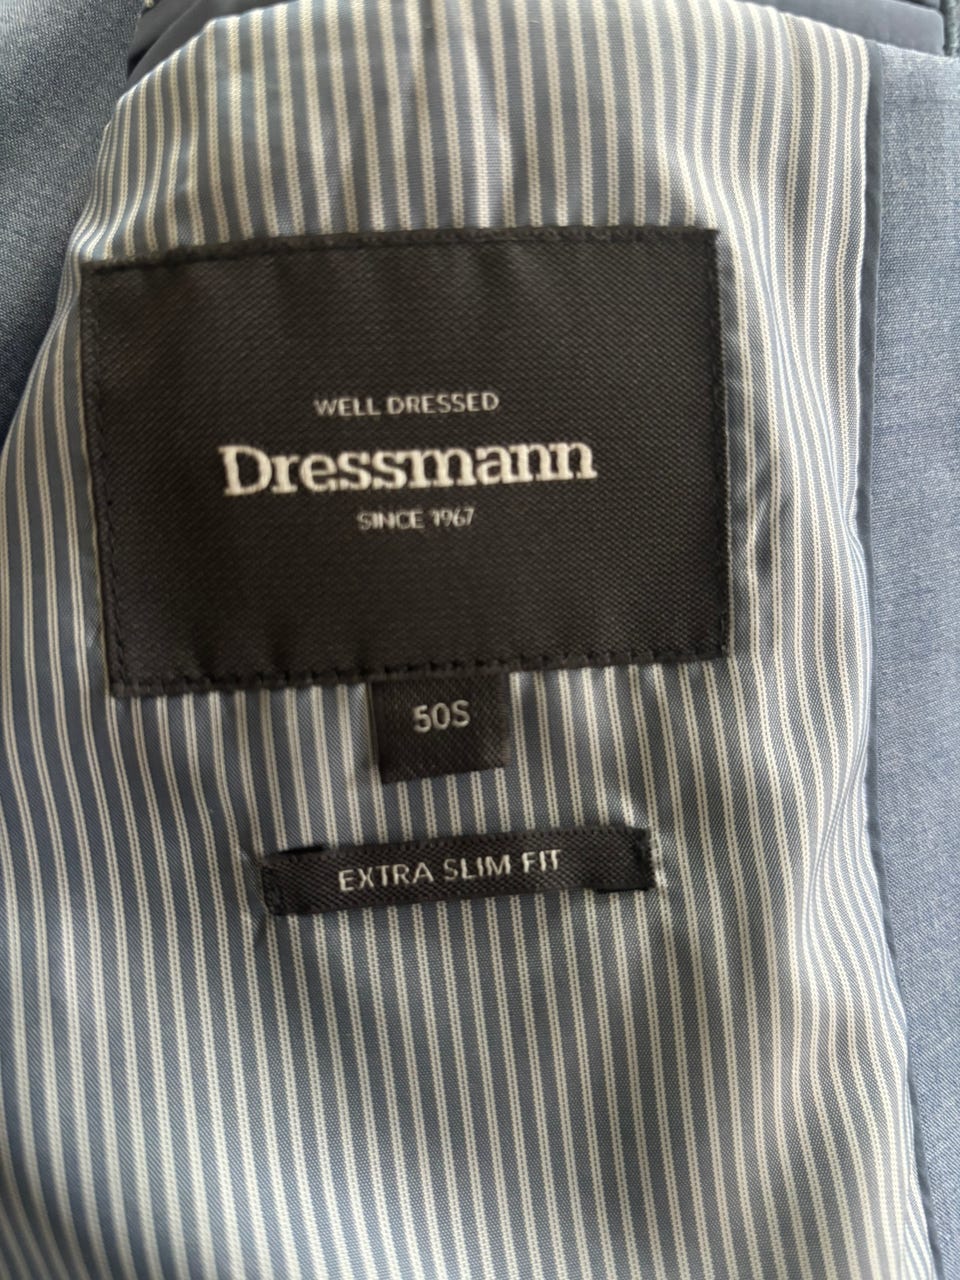 WELL DRESSED
Dressmann
SINCE 1967
50S
EXTRA SLIM FIT